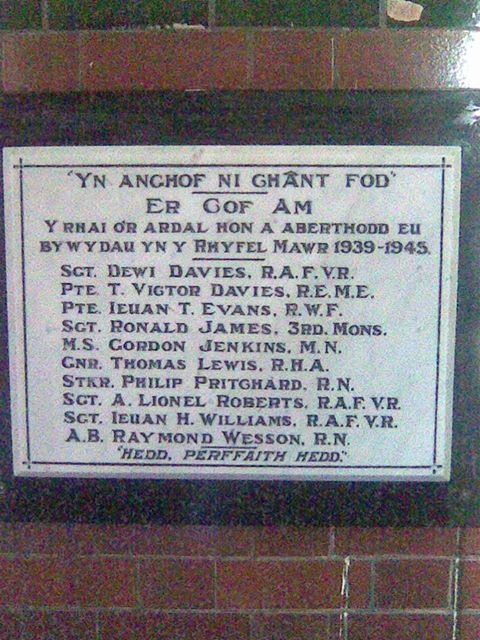 'YN ANGHOF NI CHÂNT FOD'
ER COF AM
Y RHAI O'R ARDAL HON A ABERTHODD EU
BYWYDAU YN Y RHYFEL MAWR 1939-1945.
SGT. DEWI DAVIES, R.A.F.V.R.
PTE. T. VICTOR DAVIES, R.E.M.E.
PTE. IEUAN T. EVANS, R.W.F.
SGT. RONALD JAMES, 3RD. MONS.
M.S. GORDON JENKINS, M.N.
GNR. THOMAS LEWIS, R.H.A.
STKR. PHILIP PRITCHARD, R.N.
SGT. A. LIONEL ROBERTS, R.A.F.V.R.
SGT. IEUAN H. WILLIAMS, R.A.F.V.R.
A.B. RAYMOND WESSON, R.N.
"HEDD, PERFFAITH HEDD."